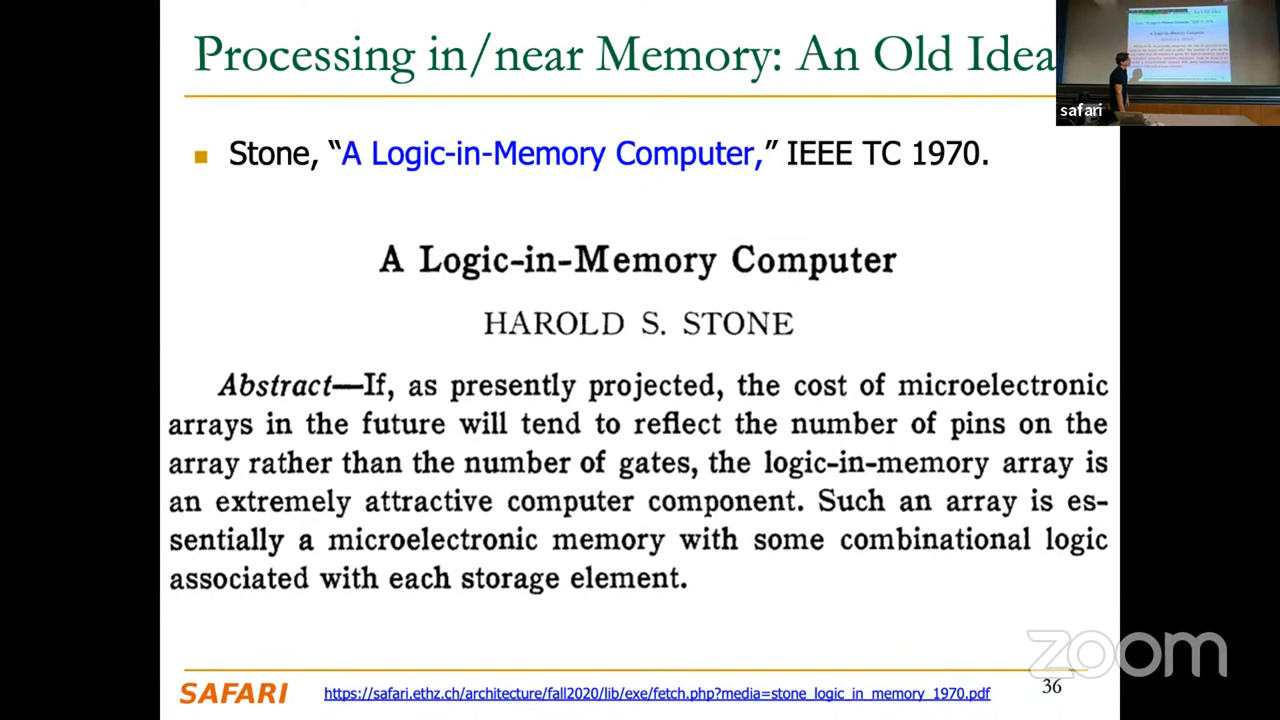 Processing in/near Memory: An Old Idea
safari
Stone, “A Logic-in-Memory Computer,” IEEE TC 1970.
A Logic-in-Memory Computer
HAROLD S. STONE
Abstract—If, as presently projected, the cost of microelectronic
arrays in the future will tend to reflect the number of pins on the
array rather than the number of gates, the logic-in-memory array is
an extremely attractive computer component. Such an array is es-
sentially a microelectronic memory with some combinational logic
associated with each storage element.
zoom
SAFARI
https://safari.ethz.ch/architecture/fall2020/lib/exe/fetch.php?media=stone_logic_in_memory_1970.pdf
36